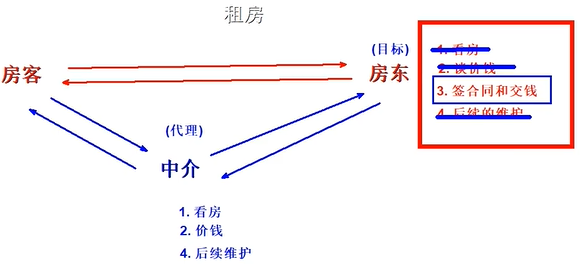 租房
(目标)
房客
房东
1. 看房
2. 谈价钱
3. 签合同和交钱
4. 后续的维护
(代理)
中介
1. 看房
2. 价钱
4. 后续维护